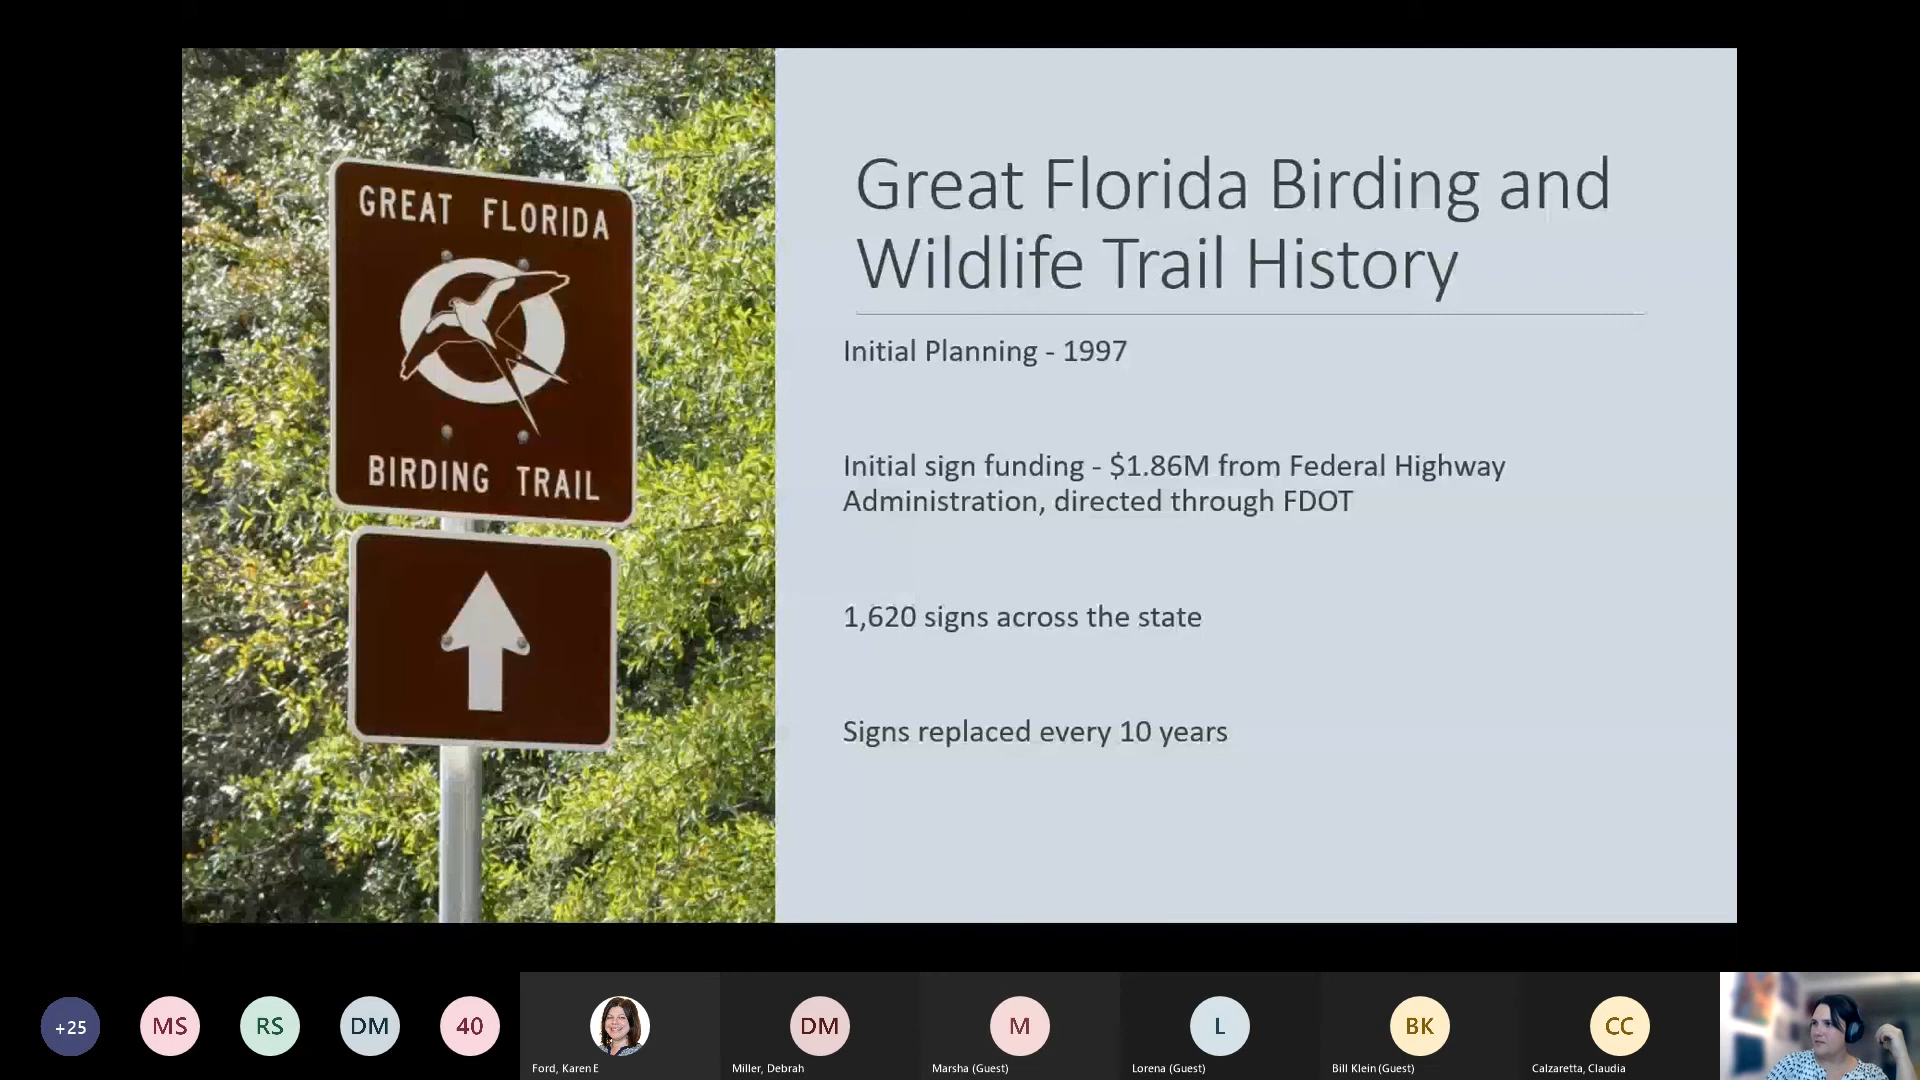 GREAT FLORIDA
BIRDING TRAIL
Great Florida Birding and
Wildlife Trail History
Initial Planning - 1997
Initial sign funding - $1.86M from Federal Highway
Administration, directed through FDOT
1,620 signs across the state
Signs replaced every 10 years
+25
MS
RS
DM
40
Ford, Karen E
DM
Miller, Debrah
M
Marsha (Guest)
L
Lorena (Guest)
BK
Bill Klein (Guest)
CC
Calzaretta, Claudia